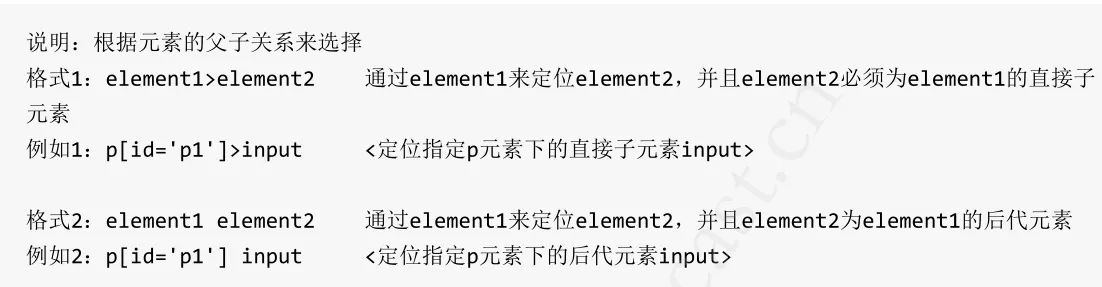 说明：根据元素的父子关系来选择
格式1：element1>element2    通过element1来定位element2，并且element2必须为element1的直接子
元素
例如1：p[id='p1']>input    <定位指定p元素下的直接子元素input>
格式2：element1 element2    通过element1来定位element2，并且element2为element1的后代元素
例如2：p[id='p1'] input    <定位指定p元素下的后代元素input>
cast.cn